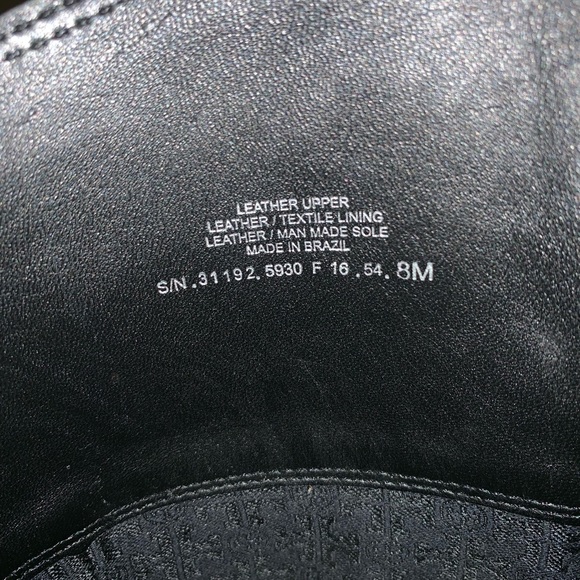 LEATHER UPPER
LEATHER / TEXTILE LINING
LEATHER / MAN MADE SOLE
MADE IN BRAZIL
S/N . 31192. 5930 F 16 . 54 . 8M